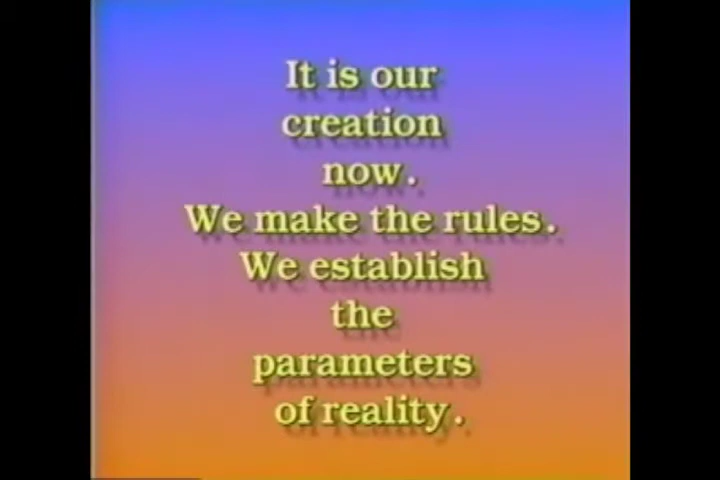 It is our
creation
now.
We make the rules.
We establish
the
parameters
of reality.